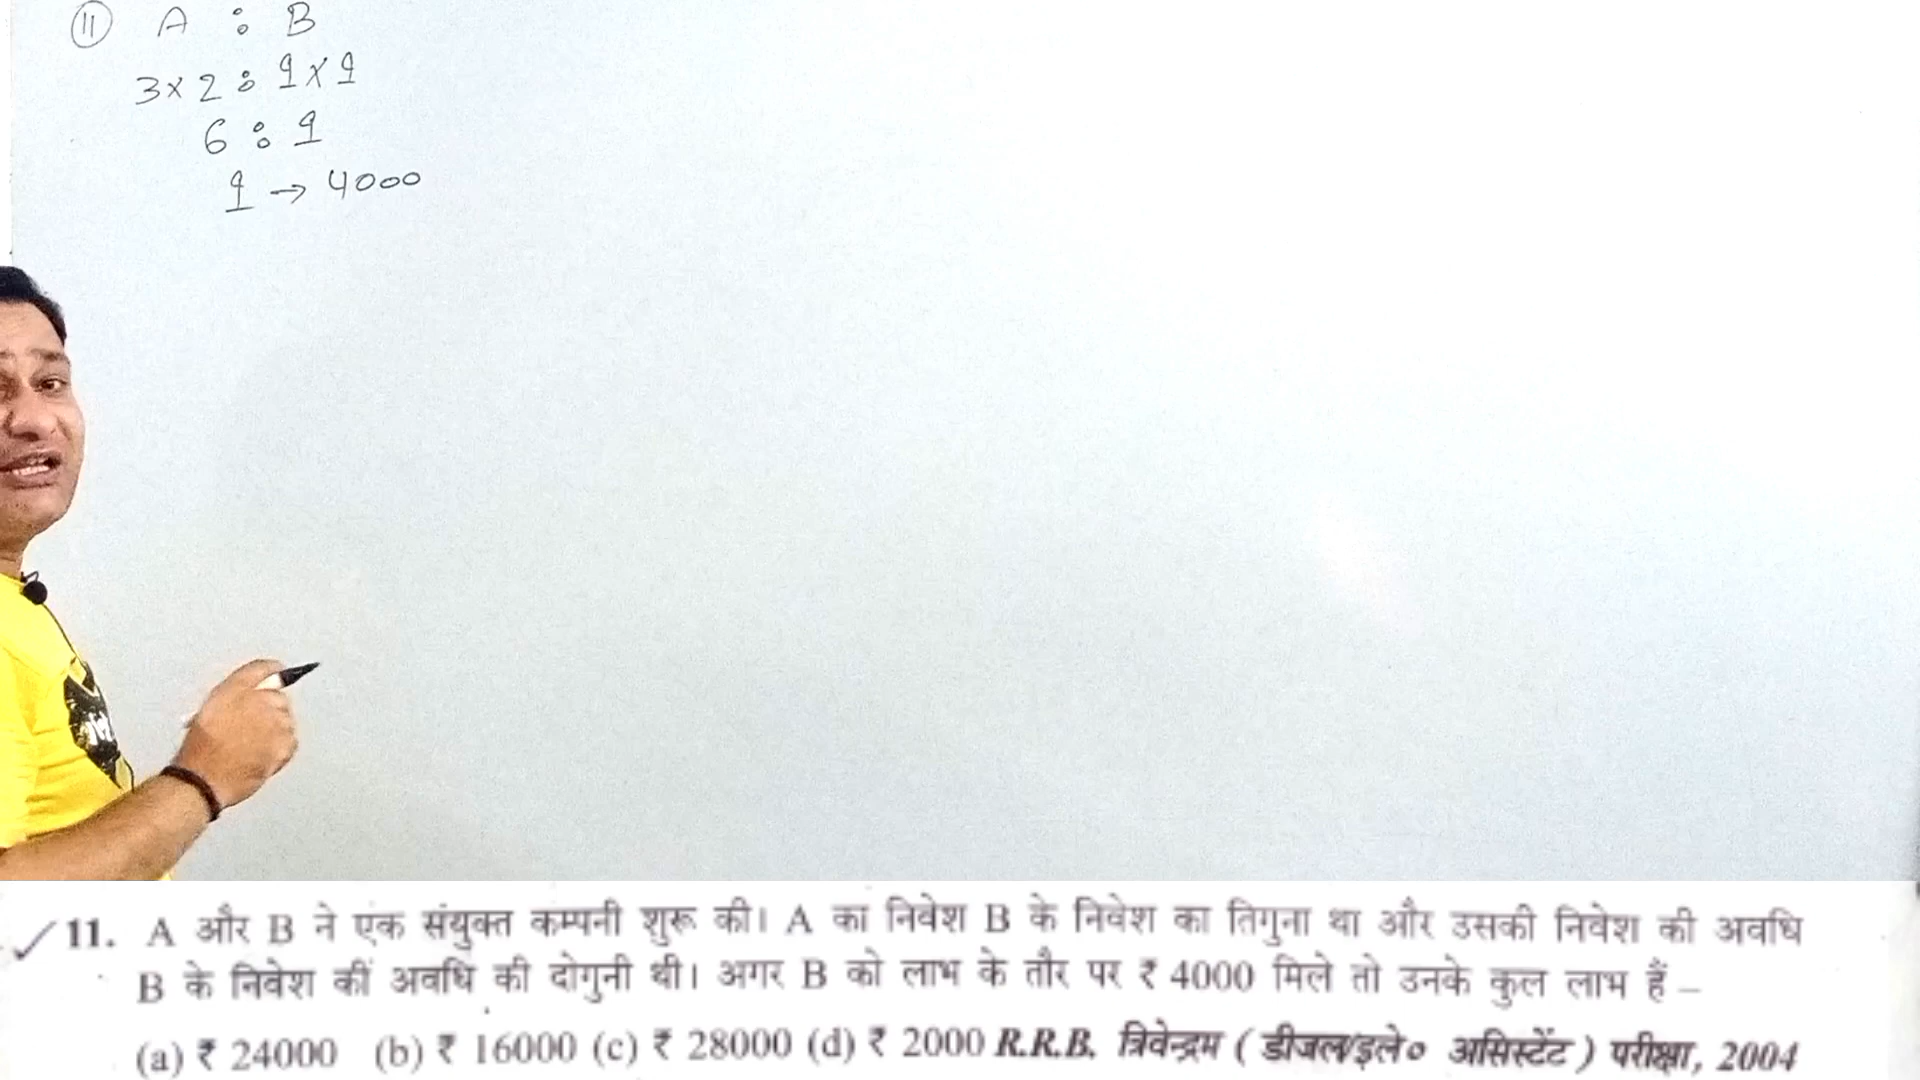 11 A : B
3 × 2 : 1 × 1
6 : 1
1 → 4000
11. A और B ने एक संयुक्त कम्पनी शुरू की। A का निवेश B के निवेश का तिगुना था और उसकी निवेश की अवधि
B के निवेश की अवधि की दोगुनी थी। अगर B को लाभ के तौर पर ₹ 4000 मिले तो उनके कुल लाभ हैं –
(a) ₹ 24000 (b) ₹ 16000 (c) ₹ 28000 (d) ₹ 2000 R.R.B. त्रिवेन्द्रम ( डीजल/इले० असिस्टेंट ) परीक्षा, 2004